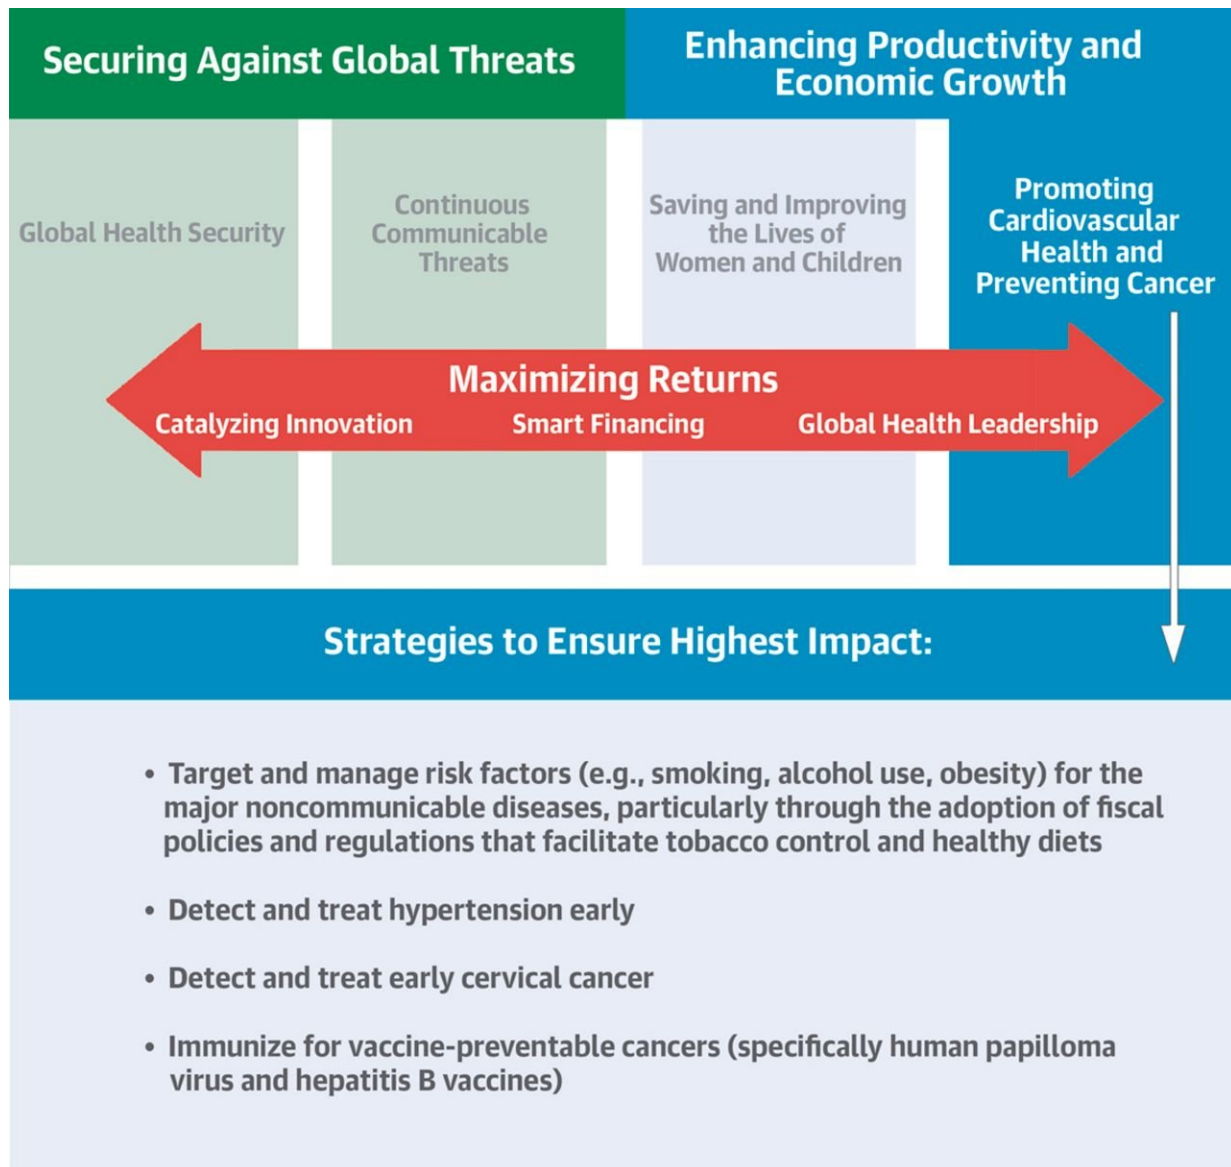 Securing Against Global Threats
Enhancing Productivity and
Economic Growth
Global Health Security
Continuous
Communicable
Threats
Saving and Improving
the Lives of
Women and Children
Promoting
Cardiovascular
Health and
Preventing Cancer
Maximizing Returns
Catalyzing Innovation
Smart Financing
Global Health Leadership
Strategies to Ensure Highest Impact:
• Target and manage risk factors (e.g., smoking, alcohol use, obesity) for the
major noncommunicable diseases, particularly through the adoption of fiscal
policies and regulations that facilitate tobacco control and healthy diets
• Detect and treat hypertension early
• Detect and treat early cervical cancer
• Immunize for vaccine-preventable cancers (specifically human papilloma
virus and hepatitis B vaccines)